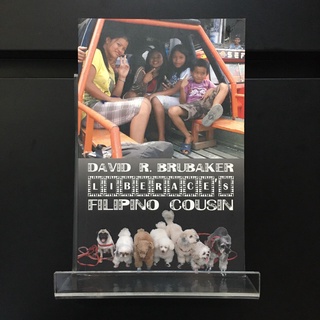 DAVID R. BRUBAKER
LIBERACE'S
FILIPINO COUSIN